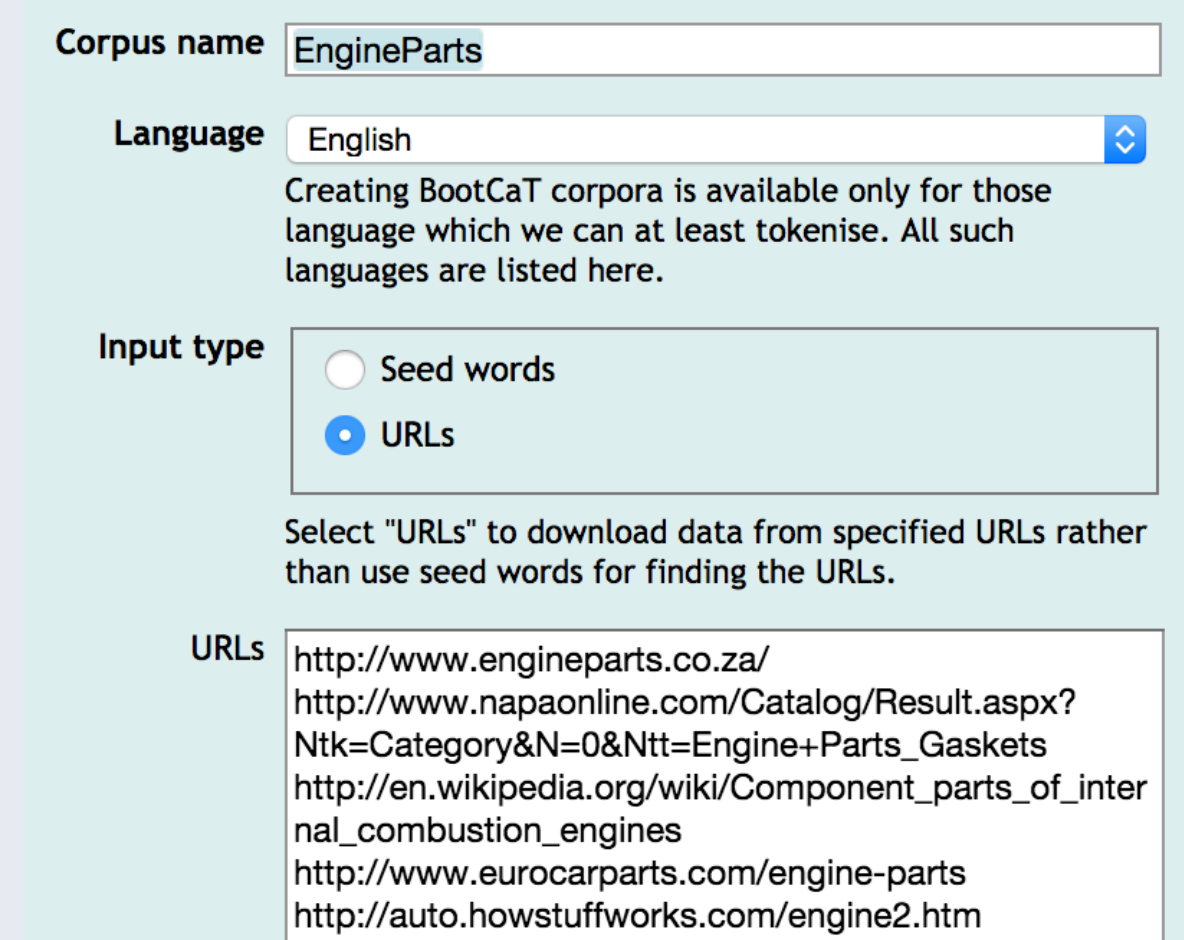 Corpus name EngineParts
Language English
Creating BootCaT corpora is available only for those
language which we can at least tokenise. All such
languages are listed here.
Input type
Seed words
URLs
Select "URLs" to download data from specified URLs rather
than use seed words for finding the URLs.
URLs http://www.engineparts.co.za/
http://www.napaonline.com/Catalog/Result.aspx?
Ntk=Category&N=0&Ntt=Engine+Parts_Gaskets
http://en.wikipedia.org/wiki/Component_parts_of_inter
nal_combustion_engines
http://www.eurocarparts.com/engine-parts
http://auto.howstuffworks.com/engine2.htm